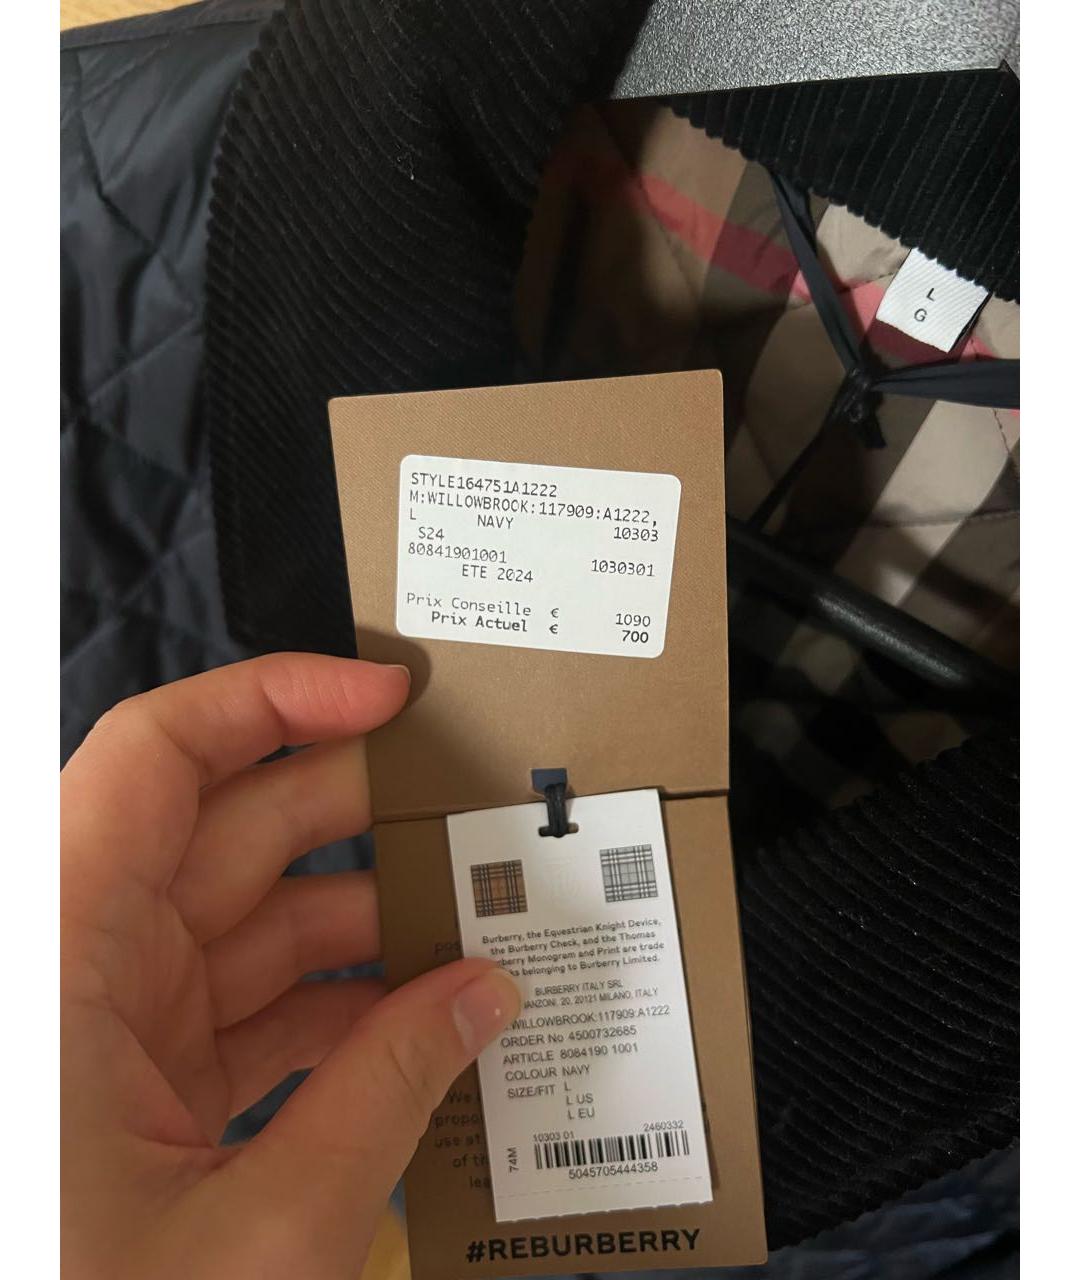 L
G
STYLE164751A1222
M:WILLOWBROOK:117909:A1222,
L NAVY 10303
S24
80841901001 1030301
ETE 2024
Prix Conseille € 1090
Prix Actuel € 700
Burberry, the Equestrian Knight Device,
the Burberry Check, and the Thomas
Monogram and Print are trade
belonging to Burberry Limited.
BURBERRY ITALY SRL
20, 20121 MILANO, ITALY
:WILLOWBROOK:117909:A1222
ORDER No 4500732685
ARTICLE 8084190 1001
COLOUR NAVY
SIZE/FIT L
L US
L EU
10303 01 2460332
74M
5045705444358
We
use at
#REBURBERRY